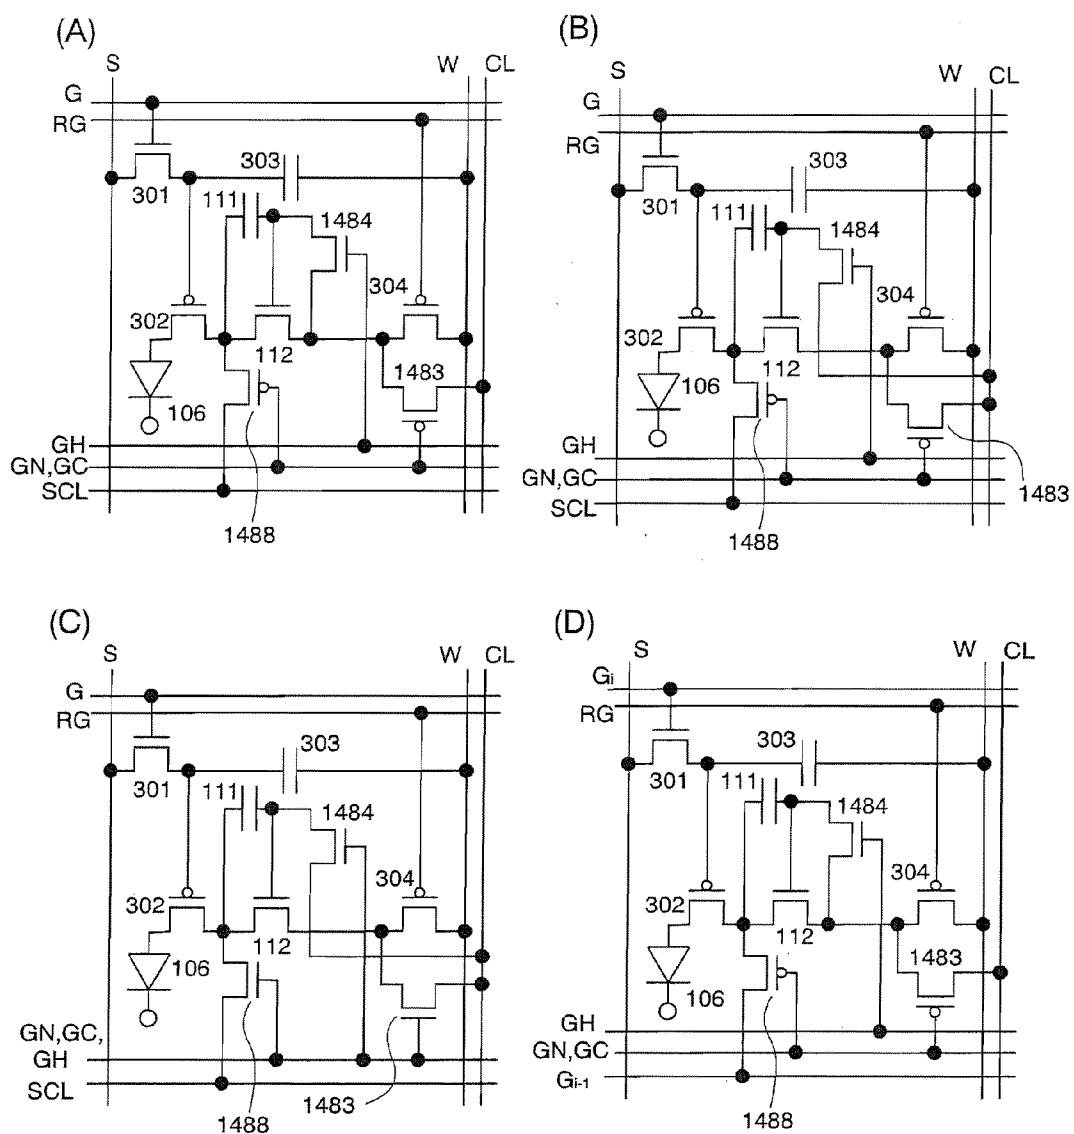 (A)
S
W
CL
G
RG
303
301
111
1484
304
302
112
1483
106
GH
GN,GC
SCL
1488
(B)
S
W
CL
G
RG
303
301
111
1484
304
302
112
106
GH
GN,GC
SCL
1483
1488
(C)
S
W
CL
G
RG
303
301
111
1484
304
302
112
106
GN,GC,
GH
SCL
1483
1488
(D)
S
W
CL
Gi
RG
303
301
111
1484
304
302
112
1483
106
GH
GN,GC
Gi-1
1488